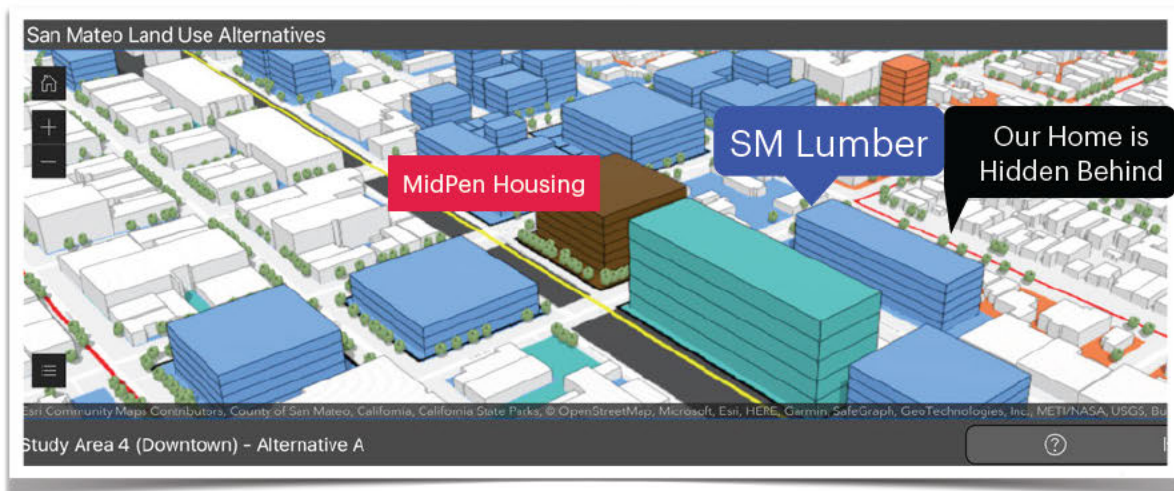 San Mateo Land Use Alternatives
SM Lumber
Our Home is
Hidden Behind
MidPen Housing
Esri Community Maps Contributors, County of San Mateo, California, California State Parks, © OpenStreetMap, Microsoft, Esri, HERE, Garmin, SafeGraph, GeoTechnologies, Inc., METI/NASA, USGS,
Study Area 4 (Downtown) – Alternative A